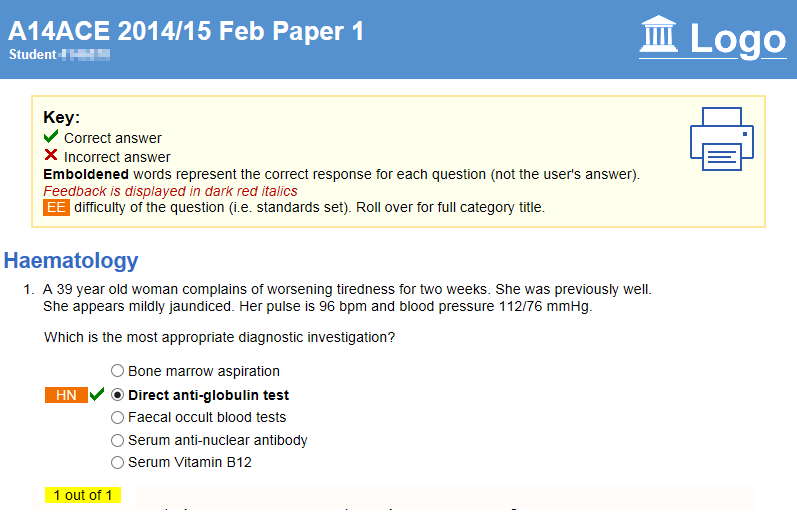 A14ACE 2014/15 Feb Paper 1
Student
Logo
Key:
Correct answer
Incorrect answer
Emboldened words represent the correct response for each question (not the user's answer).
Feedback is displayed in dark red italics
EE difficulty of the question (i.e. standards set). Roll over for full category title.
Haematology
1. A 39 year old woman complains of worsening tiredness for two weeks. She was previously well.
She appears mildly jaundiced. Her pulse is 96 bpm and blood pressure 112/76 mmHg.
Which is the most appropriate diagnostic investigation?
Bone marrow aspiration
HN Direct anti-globulin test
Faecal occult blood tests
Serum anti-nuclear antibody
Serum Vitamin B12
1 out of 1